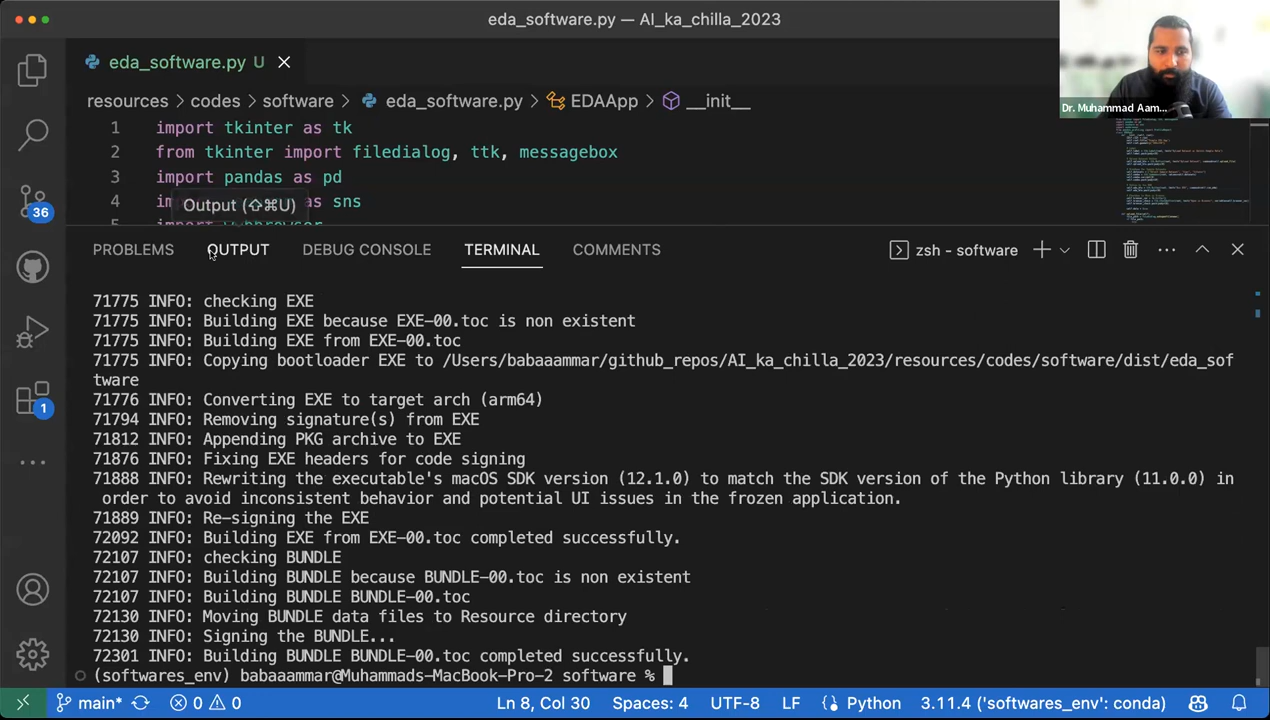 eda_software.py — AI_ka_chilla_2023
Dr. Muhammad Aam...
eda_software.py U
resources > codes > software > eda_software.py > EDAApp > __init__
1 import tkinter as tk
2 from tkinter import filedialog, ttk, messagebox
3 import pandas as pd
4 im as sns
Output (⇧⌘U)
5
36
1
PROBLEMS OUTPUT DEBUG CONSOLE TERMINAL COMMENTS zsh - software
71775 INFO: checking EXE
71775 INFO: Building EXE because EXE-00.toc is non existent
71775 INFO: Building EXE from EXE-00.toc
71775 INFO: Copying bootloader EXE to /Users/babaaammar/github_repos/AI_ka_chilla_2023/resources/codes/software/dist/eda_sof
tware
71776 INFO: Converting EXE to target arch (arm64)
71794 INFO: Removing signature(s) from EXE
71812 INFO: Appending PKG archive to EXE
71876 INFO: Fixing EXE headers for code signing
71888 INFO: Rewriting the executable's macOS SDK version (12.1.0) to match the SDK version of the Python library (11.0.0) in
order to avoid inconsistent behavior and potential UI issues in the frozen application.
71889 INFO: Re-signing the EXE
72092 INFO: Building EXE from EXE-00.toc completed successfully.
72107 INFO: checking BUNDLE
72107 INFO: Building BUNDLE because BUNDLE-00.toc is non existent
72107 INFO: Building BUNDLE BUNDLE-00.toc
72130 INFO: Moving BUNDLE data files to Resource directory
72130 INFO: Signing the BUNDLE...
72301 INFO: Building BUNDLE BUNDLE-00.toc completed successfully.
(softwares_env) babaaammar@Muhammads-MacBook-Pro-2 software %
main* 0 0 Ln 8, Col 30 Spaces: 4 UTF-8 LF Python 3.11.4 ('softwares_env': conda)